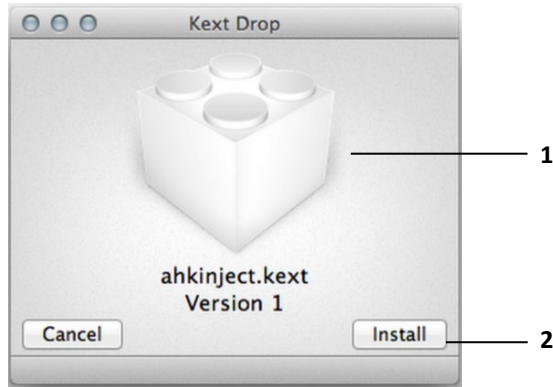 Kext Drop
1
ahkinject.kext
Version 1
Cancel
Install
2